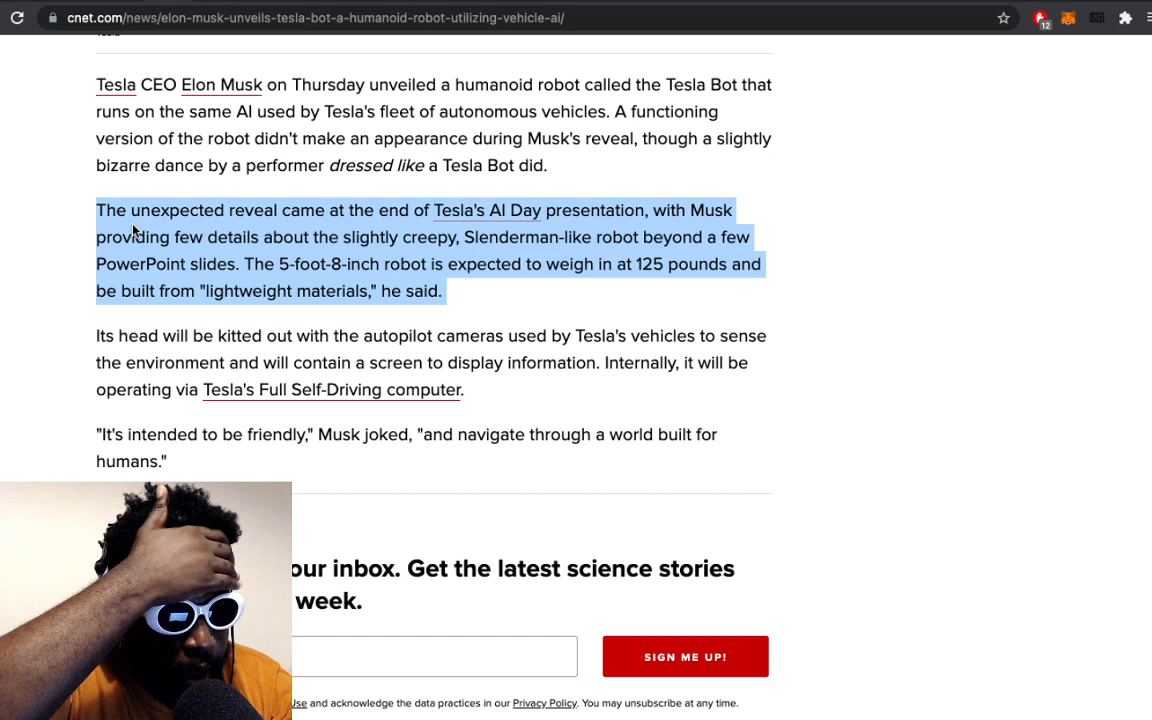 cnet.com/news/elon-musk-unveils-tesla-bot-a-humanoid-robot-utilizing-vehicle-ai/
12
Tesla CEO Elon Musk on Thursday unveiled a humanoid robot called the Tesla Bot that
runs on the same AI used by Tesla's fleet of autonomous vehicles. A functioning
version of the robot didn't make an appearance during Musk's reveal, though a slightly
bizarre dance by a performer dressed like a Tesla Bot did.
The unexpected reveal came at the end of Tesla's AI Day presentation, with Musk
providing few details about the slightly creepy, Slenderman-like robot beyond a few
PowerPoint slides. The 5-foot-8-inch robot is expected to weigh in at 125 pounds and
be built from "lightweight materials," he said.
Its head will be kitted out with the autopilot cameras used by Tesla's vehicles to sense
the environment and will contain a screen to display information. Internally, it will be
operating via Tesla's Full Self-Driving computer.
"It's intended to be friendly," Musk joked, "and navigate through a world built for
humans."
our inbox. Get the latest science stories
week.
SIGN ME UP!
Use and acknowledge the data practices in our Privacy Policy. You may unsubscribe at any time.